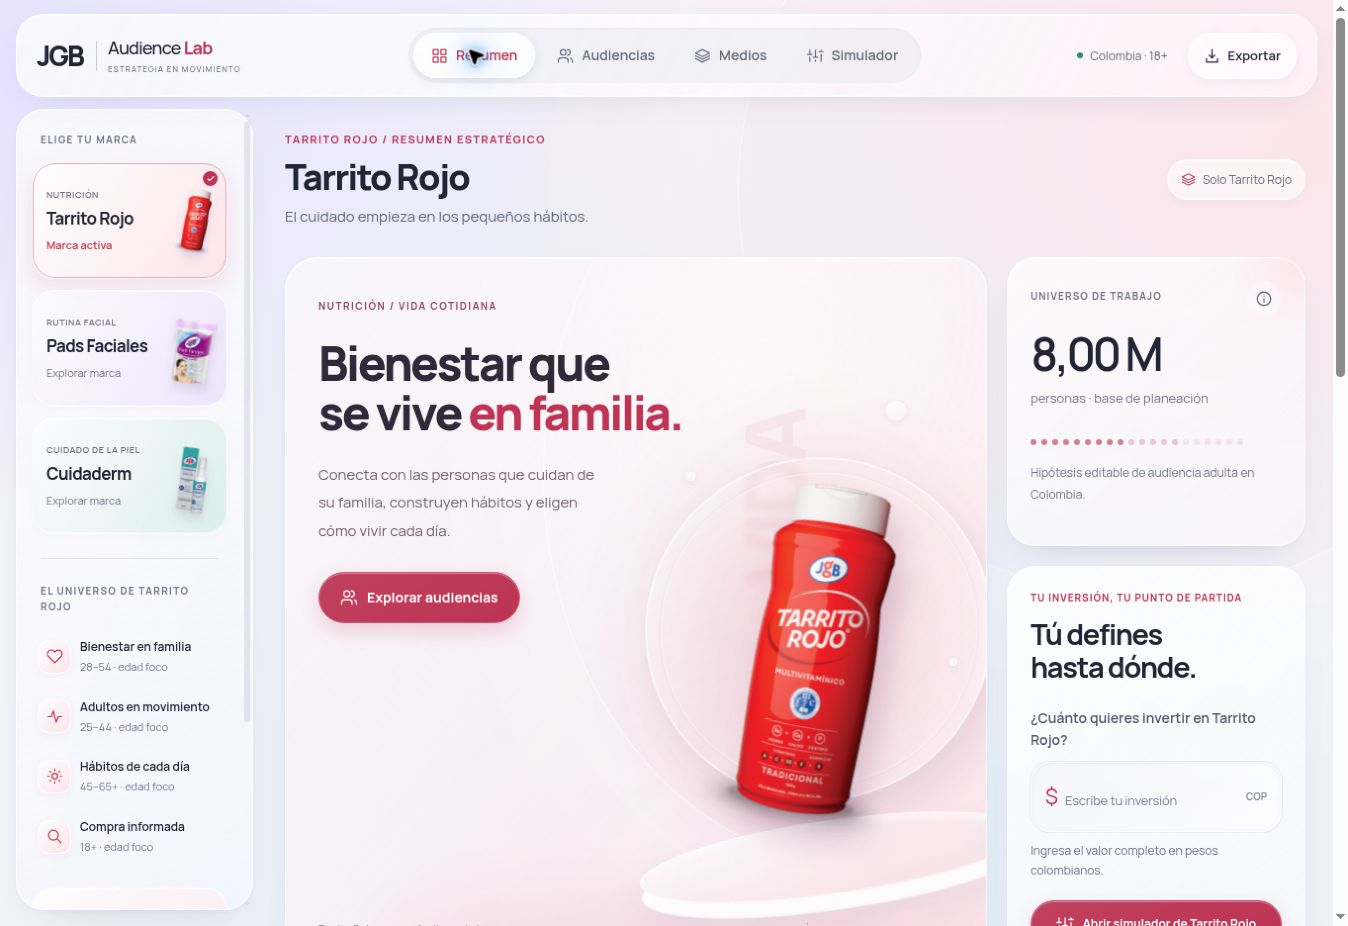 JGB
Audience Lab
ESTRATEGIA EN MOVIMIENTO
Resumen
Audiencias
Medios
Simulador
Colombia · 18+
Exportar
ELIGE TU MARCA
NUTRICIÓN
Tarrito Rojo
Marca activa
RUTINA FACIAL
Pads Faciales
Explorar marca
CUIDADO DE LA PIEL
Cuidaderm
Explorar marca
EL UNIVERSO DE TARRITO
ROJO
Bienestar en familia
28–54 · edad foco
Adultos en movimiento
25–44 · edad foco
Hábitos de cada día
45–65+ · edad foco
Compra informada
18+ · edad foco
TARRITO ROJO / RESUMEN ESTRATÉGICO
Tarrito Rojo
El cuidado empieza en los pequeños hábitos.
Solo Tarrito Rojo
NUTRICIÓN / VIDA COTIDIANA
Bienestar que
se vive en familia.
Conecta con las personas que cuidan de
su familia, construyen hábitos y eligen
cómo vivir cada día.
Explorar audiencias
JGB
TARRITO
ROJO
MULTIVITAMÍNICO
TRADICIONAL
UNIVERSO DE TRABAJO
8,00 M
personas · base de planeación
Hipótesis editable de audiencia adulta en
Colombia.
TU INVERSIÓN, TU PUNTO DE PARTIDA
Tú defines
hasta dónde.
¿Cuánto quieres invertir en Tarrito
Rojo?
$ Escribe tu inversión COP
Ingresa el valor completo en pesos
colombianos.
Abrir simulador de Tarrito Rojo